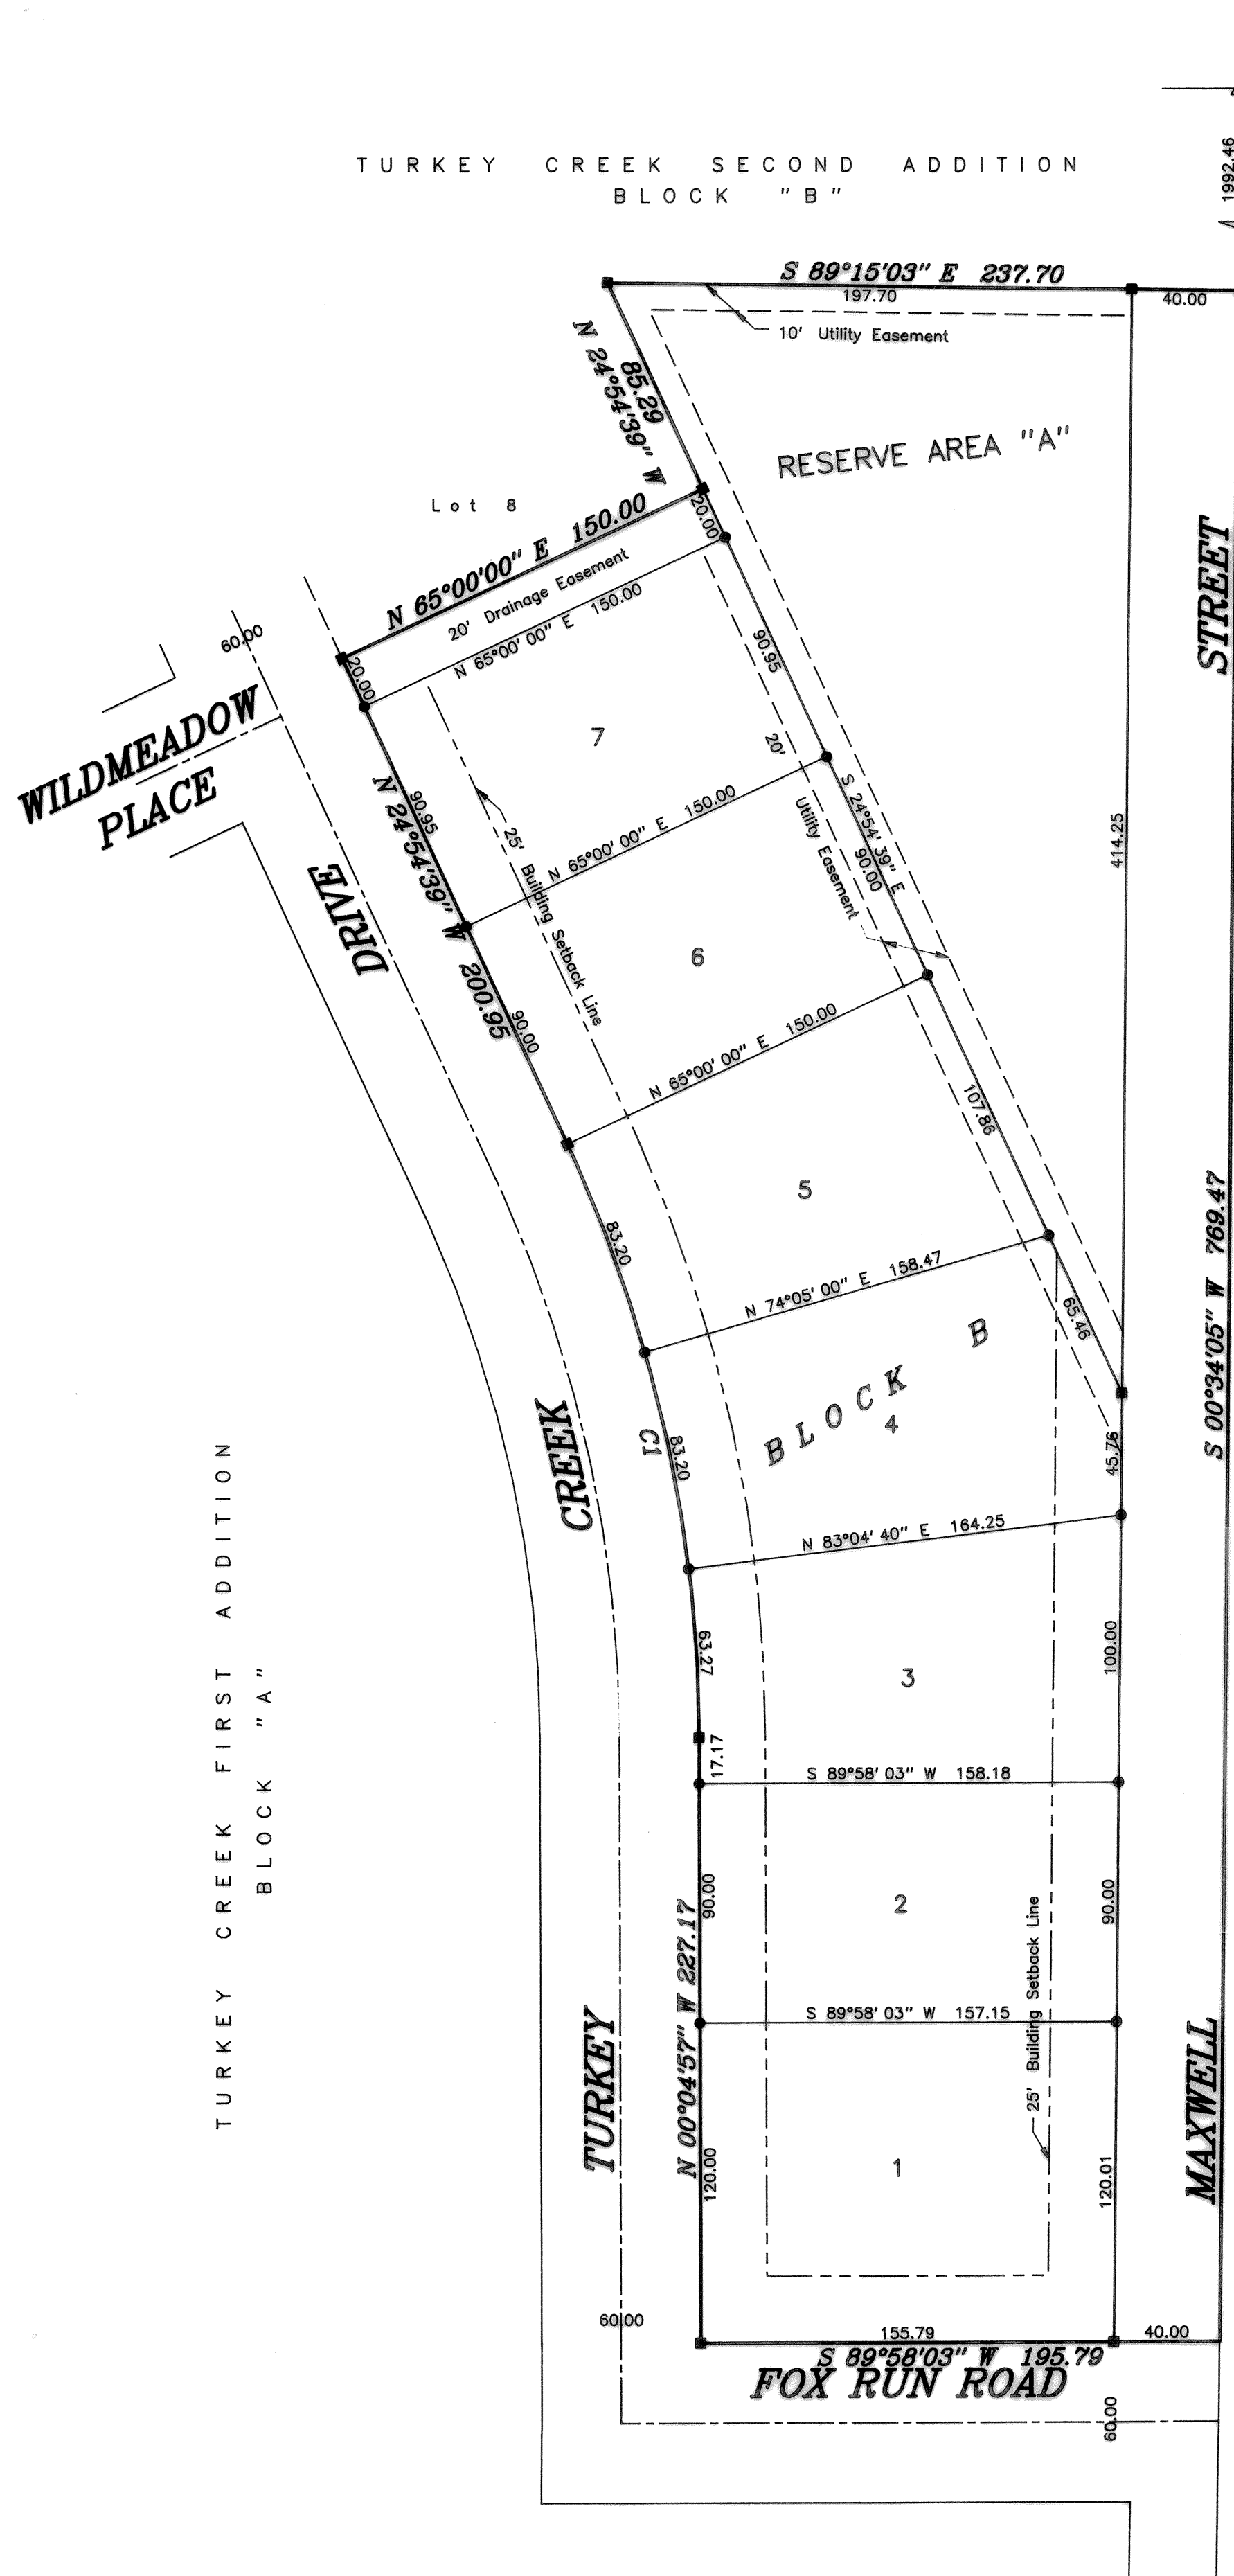 1992.46
TURKEY CREEK SECOND ADDITION
BLOCK "B"
S 89°15'03" E 237.70
197.70
40.00
10' Utility Easement
N 24°54'39" W
85.29
RESERVE AREA "A"
Lot 8
N 65°00'00" E 150.00
20.00
20' Drainage Easement
N 65°00'00" E 150.00
60.00
20.00
WILDMEADOW
PLACE
STREET
90.95
7
20'
Utility Easement
90.95
N 24°54'39" W 200.95
25' Building Setback Line
N 65°00'00" E 150.00
S 24°54'39" E
90.00
414.25
DRIVE
6
90.00
N 65°00'00" E 150.00
107.86
5
83.20
N 74°05'00" E 158.47
65.46
S 00°34'05" W 769.47
BLOCK B
4
C1
83.20
45.76
CREEK
N 83°04'40" E 164.25
TURKEY CREEK FIRST ADDITION
BLOCK "A"
63.27
3
100.00
17.17
S 89°58'03" W 158.18
90.00
2
90.00
25' Building Setback Line
N 00°04'57" W 227.17
S 89°58'03" W 157.15
TURKEY
MAXWELL
120.00
1
120.01
60.00
155.79
40.00
S 89°58'03" W 195.79
FOX RUN ROAD
60.00